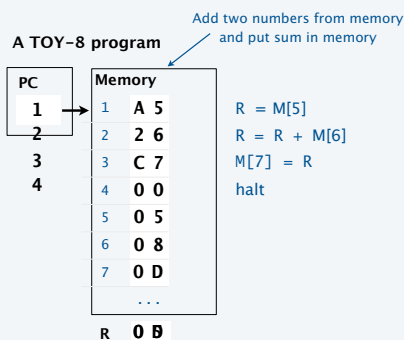 Add two numbers from memory
and put sum in memory
A TOY-8 program
PC
Memory
1
2
3
4
1 A 5 R = M[5]
2 2 6 R = R + M[6]
3 C 7 M[7] = R
4 0 0 halt
5 0 5
6 0 8
7 0 D
...
R 0